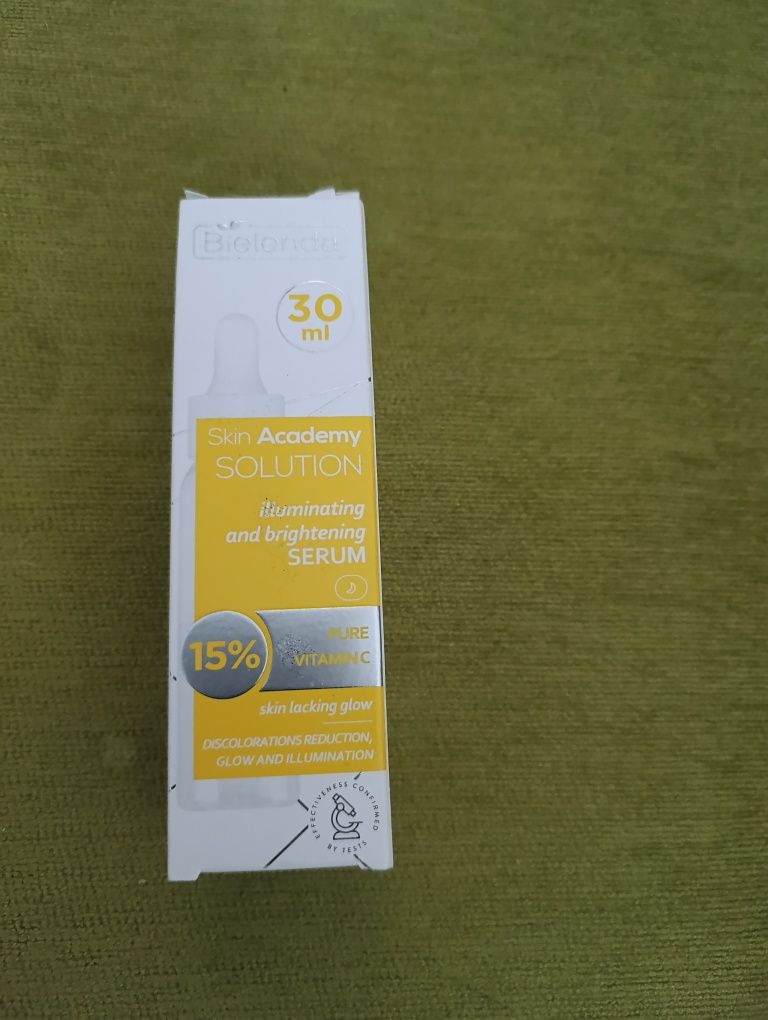 Bielenda
30
ml
Skin Academy
SOLUTION
illuminating
and brightening
SERUM
15%
PURE
VITAMIN C
skin lacking glow
DISCOLORATIONS REDUCTION,
GLOW AND ILLUMINATION
EFFECTIVENESS CONFIRMED
BY TESTS